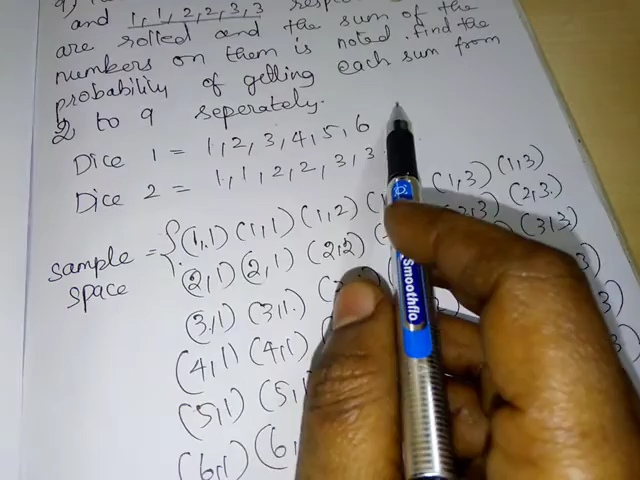 and 1, 1, 2, 2, 3, 3
are rolled and the sum of the
numbers on them is noted. find the
probability of getting each sum from
2 to 9 seperately.
Dice 1 = 1, 2, 3, 4, 5, 6
Dice 2 = 1, 1, 2, 2, 3, 3
sample space = { (1,1) (1,1) (1,2) (1,3) (1,3)
(2,1) (2,1) (2,2) (2,3)
(3,1) (3,1) (3,3)
(4,1) (4,1)
(5,1) (5,1
(6,1) (6,
Smoothflo